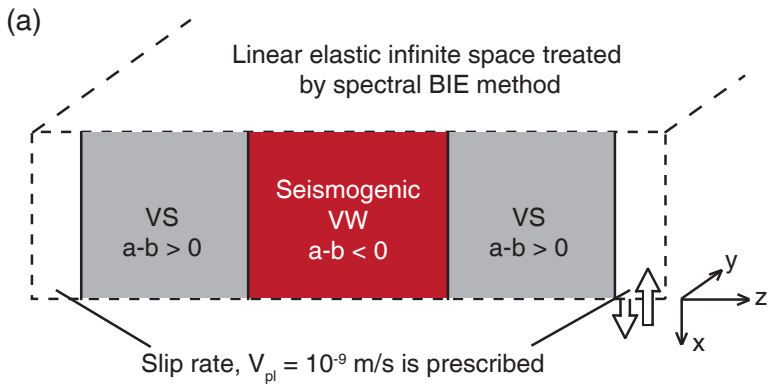 (a)
Linear elastic infinite space treated
by spectral BIE method
VS
a-b > 0
Seismogenic
VW
a-b < 0
VS
a-b > 0
y
z
x
Slip rate, V_pl = 10⁻⁹ m/s is prescribed